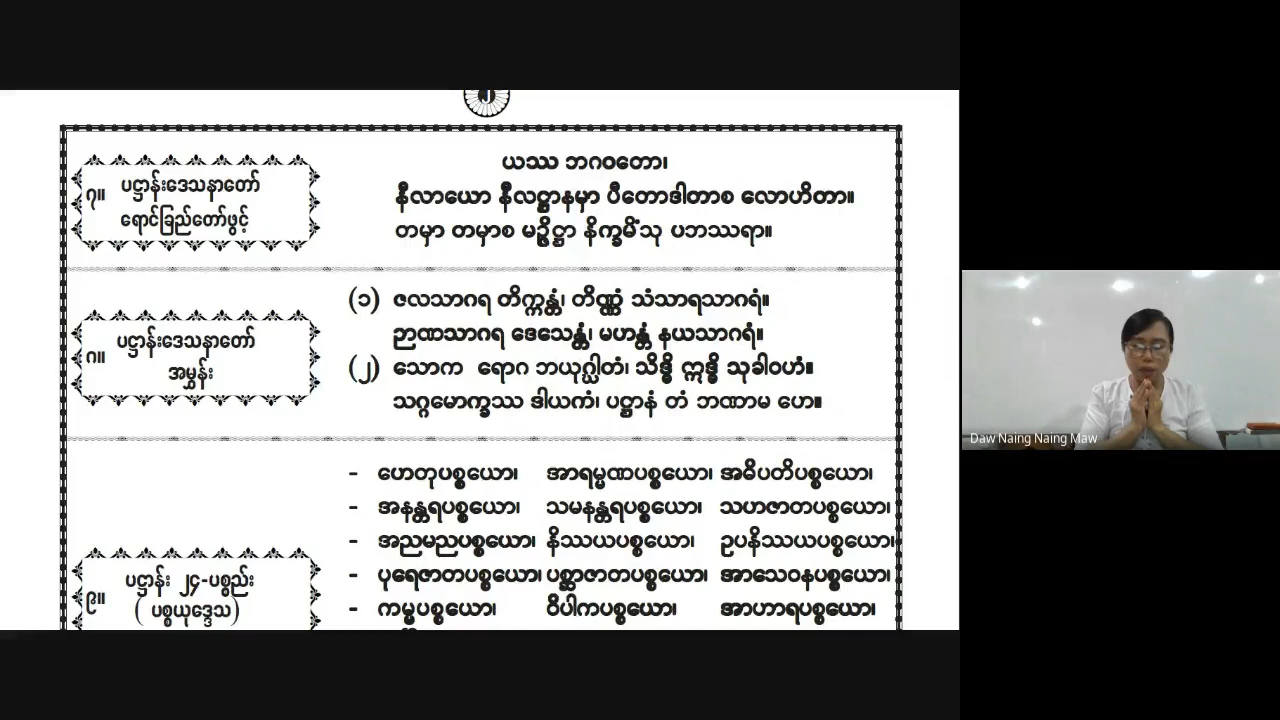 ၂
ယဿ ဘဂဝတော၊
၇။ ပဋ္ဌာန်းဒေသနာတော်
ရောင်ခြည်တော်ဖွင့်
နီလာယော နီလဋ္ဌာနမှာ ပီတောဒါတာစ လောဟိတာ။
တမှာ တမှာစ မဉ္ဇိဋ္ဌာ နိက္ခမိံသု ပဘဿရာ။
၈။ ပဋ္ဌာန်းဒေသနာတော်
အမွှန်း
(၁) ဇလသာဂရ တိက္ကန္တံ၊ တိဏ္ဏံ သံသာရသာဂရံ။
ဉာဏသာဂရ ဒေသေန္တံ၊ မဟန္တံ နယသာဂရံ။
(၂) သောက ရောဂ ဘယုဂ္ဃါတံ၊ သိဒ္ဓိ ဣဒ္ဓိ သုခါဝဟံ။
သဂ္ဂမောက္ခဿ ဒါယကံ၊ ပဋ္ဌာနံ တံ ဘဏာမ ဟေ။
၉။ ပဋ္ဌာန်း ၂၄-ပစ္စည်း
(ပစ္စယုဒ္ဒေသ)
- ဟေတုပစ္စယော၊ အာရမ္မဏပစ္စယော၊ အဓိပတိပစ္စယော၊
- အနန္တရပစ္စယော၊ သမနန္တရပစ္စယော၊ သဟဇာတပစ္စယော၊
- အညမညပစ္စယော၊ နိဿယပစ္စယော၊ ဥပနိဿယပစ္စယော၊
- ပုရေဇာတပစ္စယော၊ ပစ္ဆာဇာတပစ္စယော၊ အာသေဝနပစ္စယော၊
- ကမ္မပစ္စယော၊ ဝိပါကပစ္စယော၊ အာဟာရပစ္စယော၊
Daw Naing Naing Maw